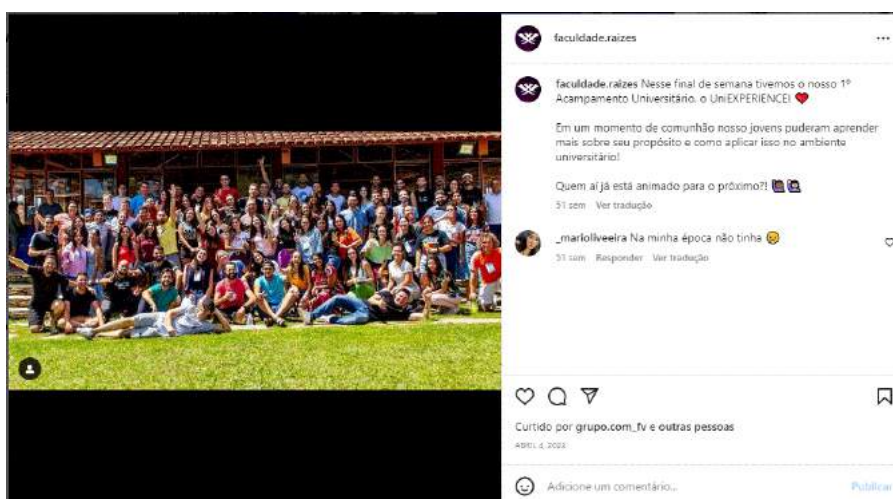 faculdade.raizes
faculdade.raizes Nesse final de semana tivemos o nosso 1º
Acampamento Universitário, o UniEXPERIENCE! ❤️
Em um momento de comunhão nosso jovens puderam aprender
mais sobre seu propósito e como aplicar isso no ambiente
universitário!
Quem aí já está animado para o próximo?! 🙋🏾‍♂️🙋🏻‍♀️
51 sem Ver tradução
_marioliveeira Na minha época não tinha 😥
51 sem Responder Ver tradução
Curtido por grupo.com_fv e outras pessoas
ABRIL 4,
Adicione um comentário...
Publicar